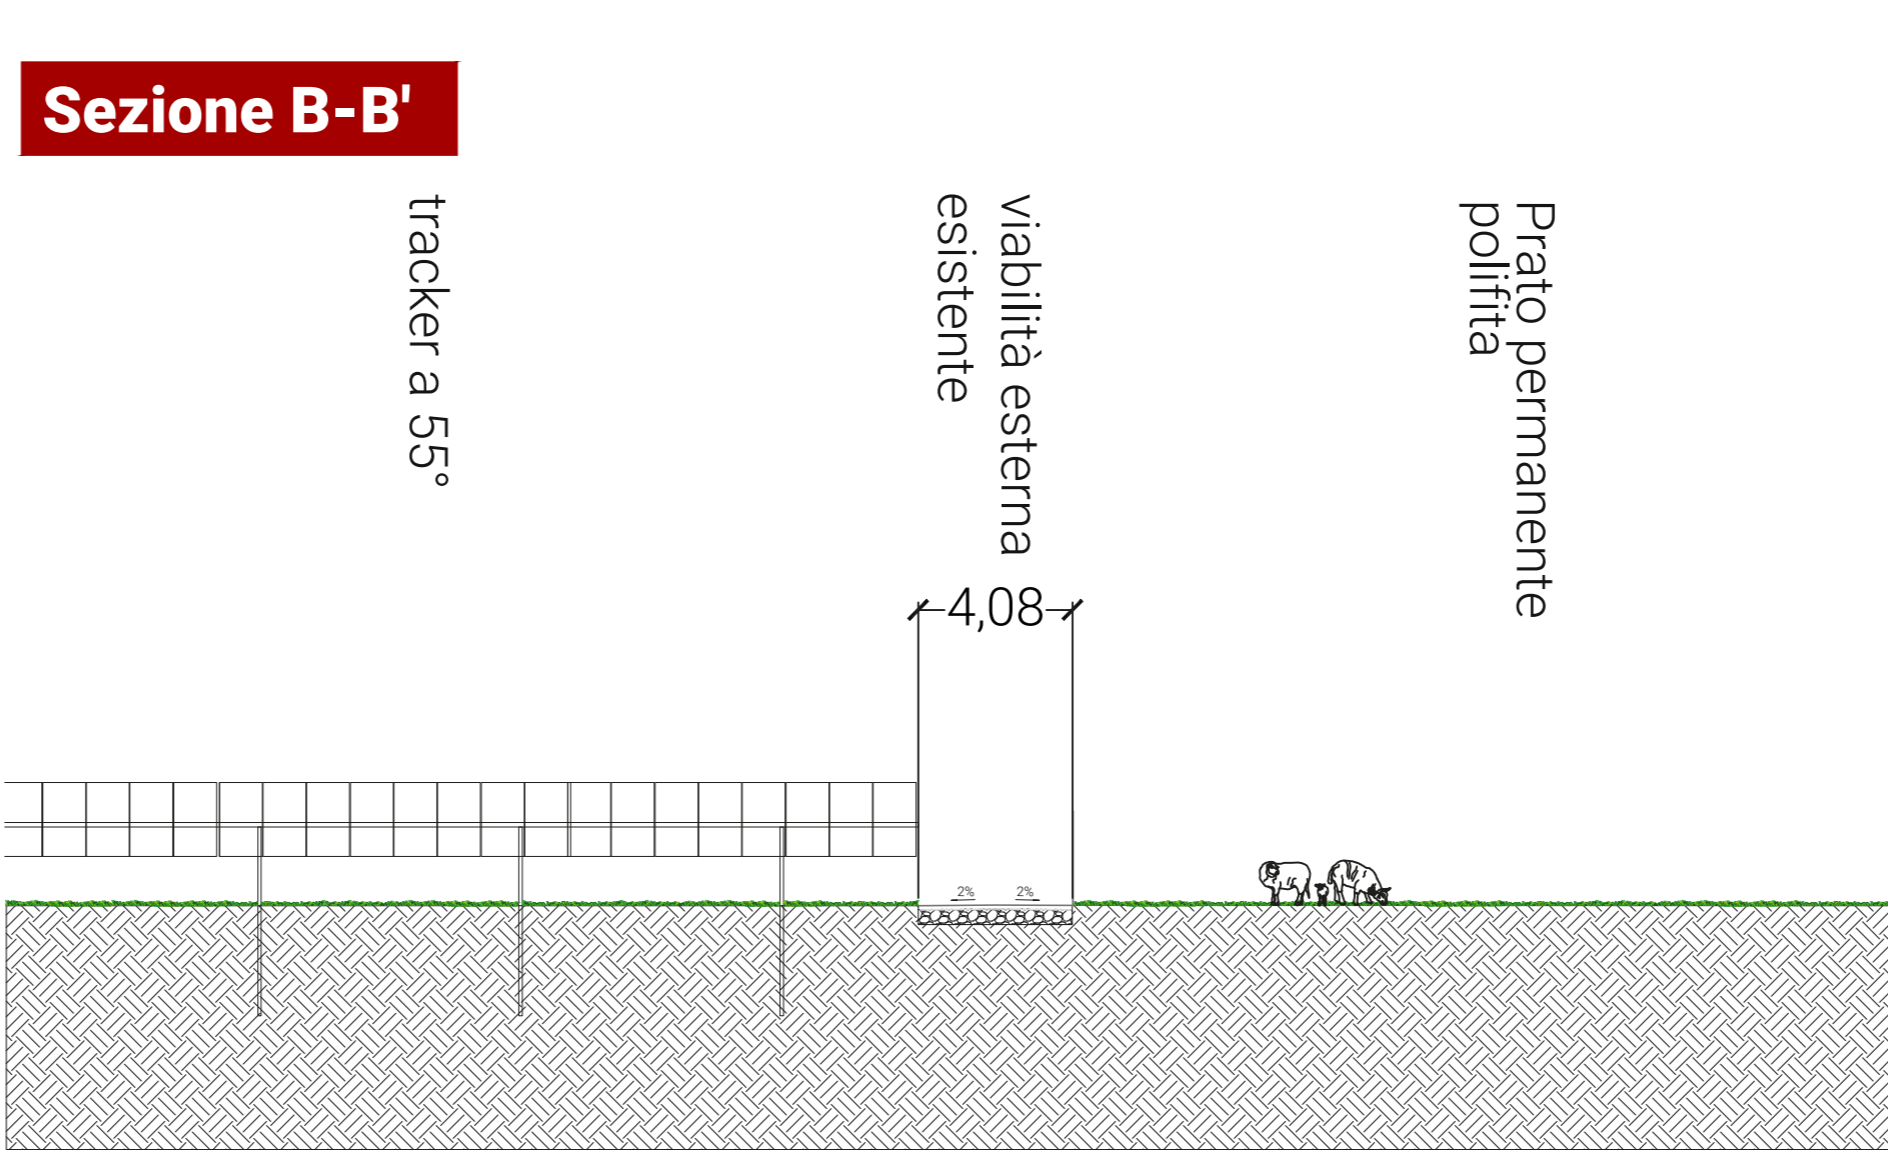 Sezione B-B'
tracker a 55°
viabilità esterna
esistente
Prato permanente
polifita
4,08
2%
2%